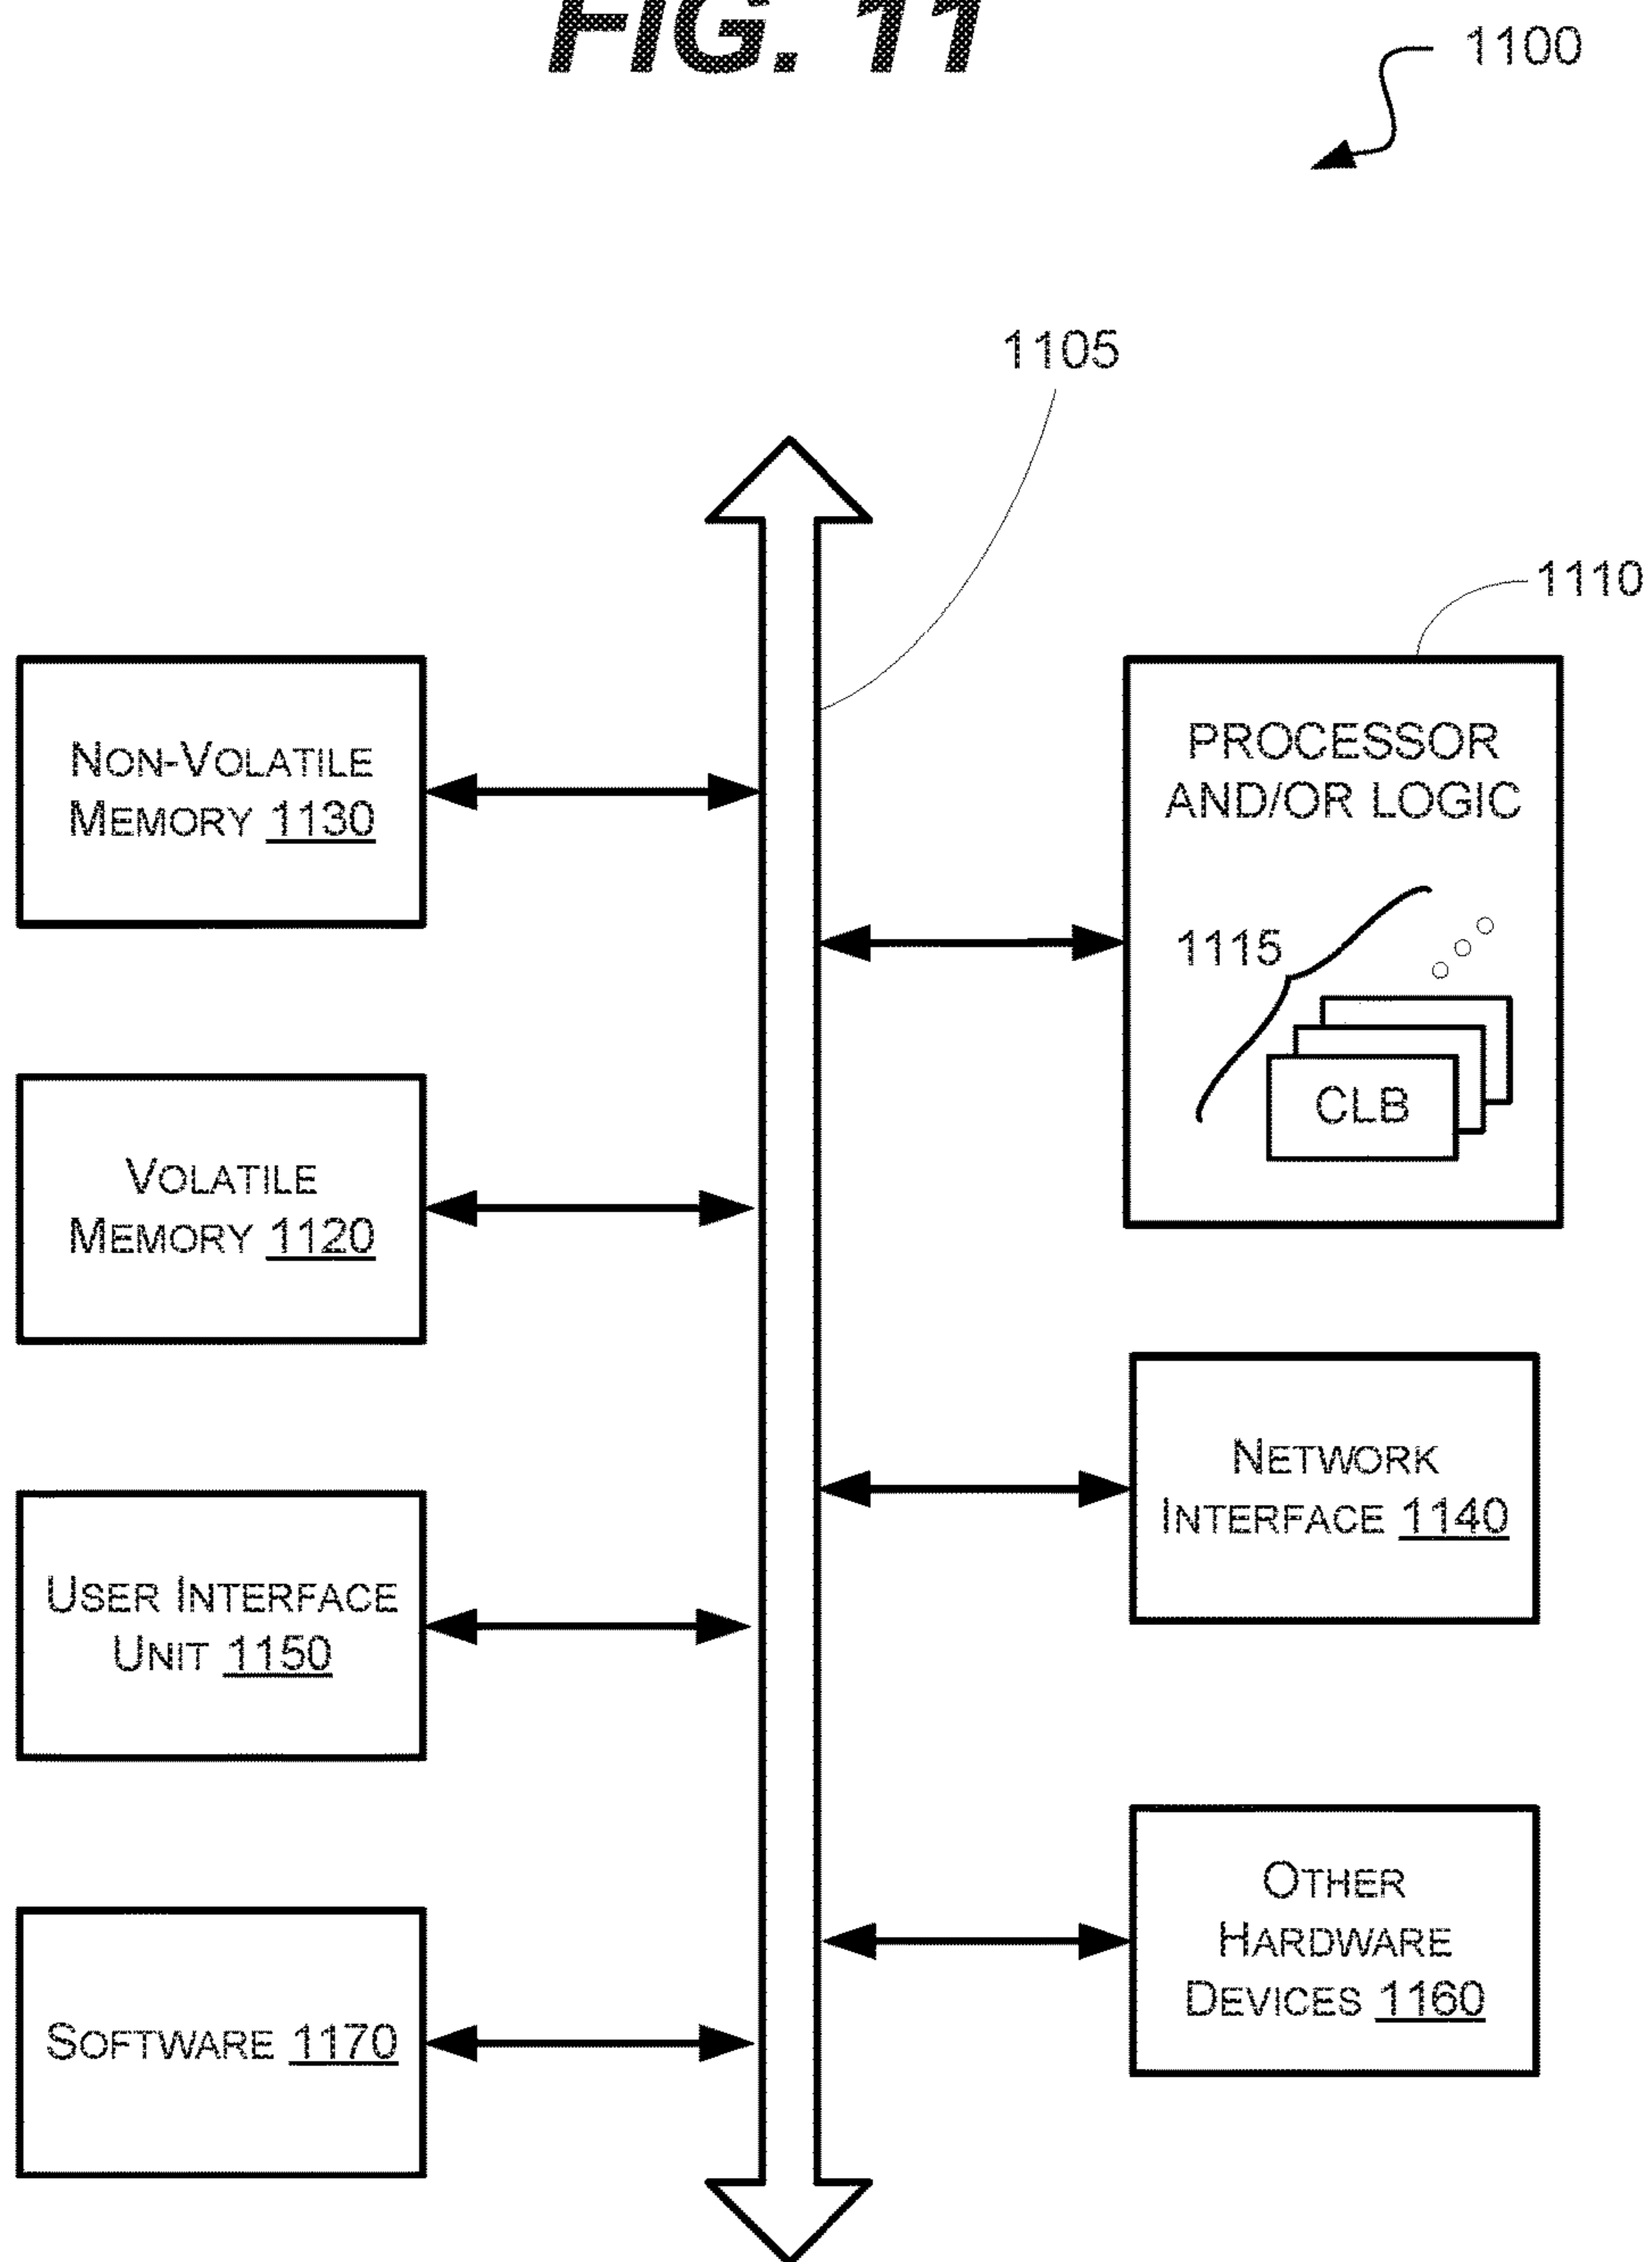 FIG. 11
1100
1105
1110
NON-VOLATILE
MEMORY 1130
PROCESSOR
AND/OR LOGIC
1115
CLB
VOLATILE
MEMORY 1120
NETWORK
INTERFACE 1140
USER INTERFACE
UNIT 1150
OTHER
HARDWARE
DEVICES 1160
SOFTWARE 1170